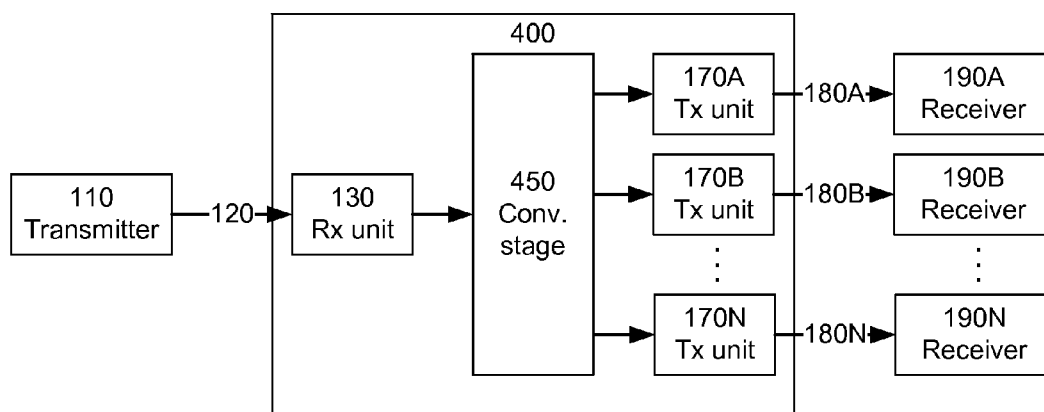 400
110
Transmitter
120
130
Rx unit
450
Conv.
stage
170A
Tx unit
180A
190A
Receiver
170B
Tx unit
180B
190B
Receiver
170N
Tx unit
180N
190N
Receiver